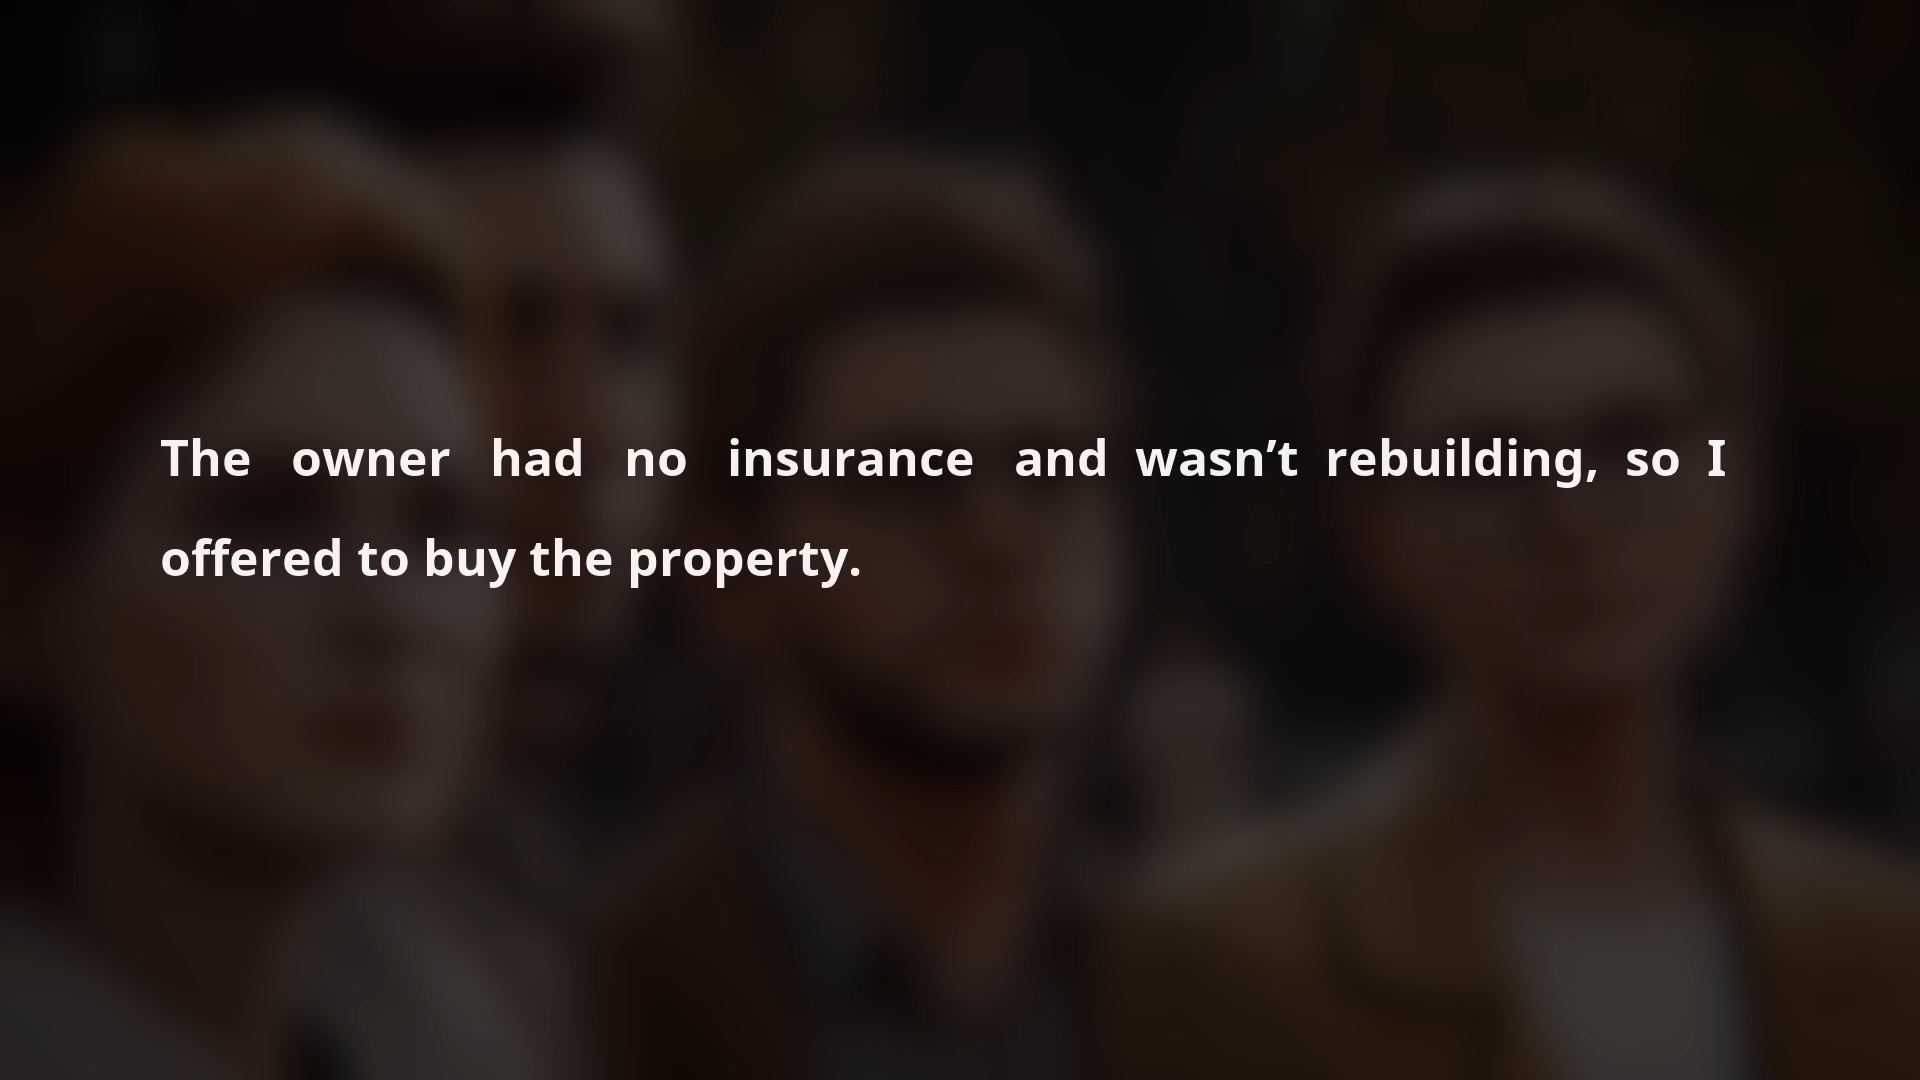 The owner had no insurance and wasn’t rebuilding, so I
offered to buy the property.